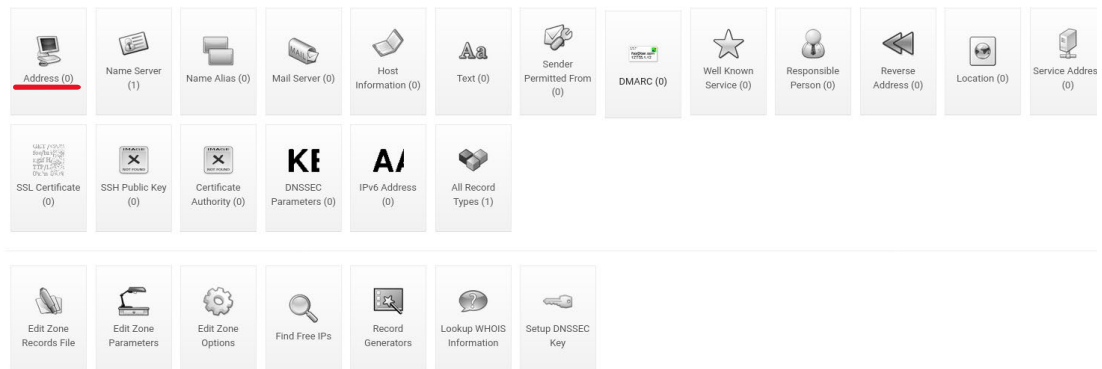 Address (0)
Name Server
(1)
Name Alias (0)
Mail Server (0)
Host
Information (0)
Text (0)
Sender
Permitted From
(0)
DMARC (0)
Well Known
Service (0)
Responsible
Person (0)
Reverse
Address (0)
Location (0)
Service Addres
(0)
SSL Certificate
(0)
SSH Public Key
(0)
Certificate
Authority (0)
KE
DNSSEC
Parameters (0)
AA
IPv6 Address
(0)
All Record
Types (1)
Edit Zone
Records File
Edit Zone
Parameters
Edit Zone
Options
Find Free IPs
Record
Generators
Lookup WHOIS
Information
Setup DNSSEC
Key